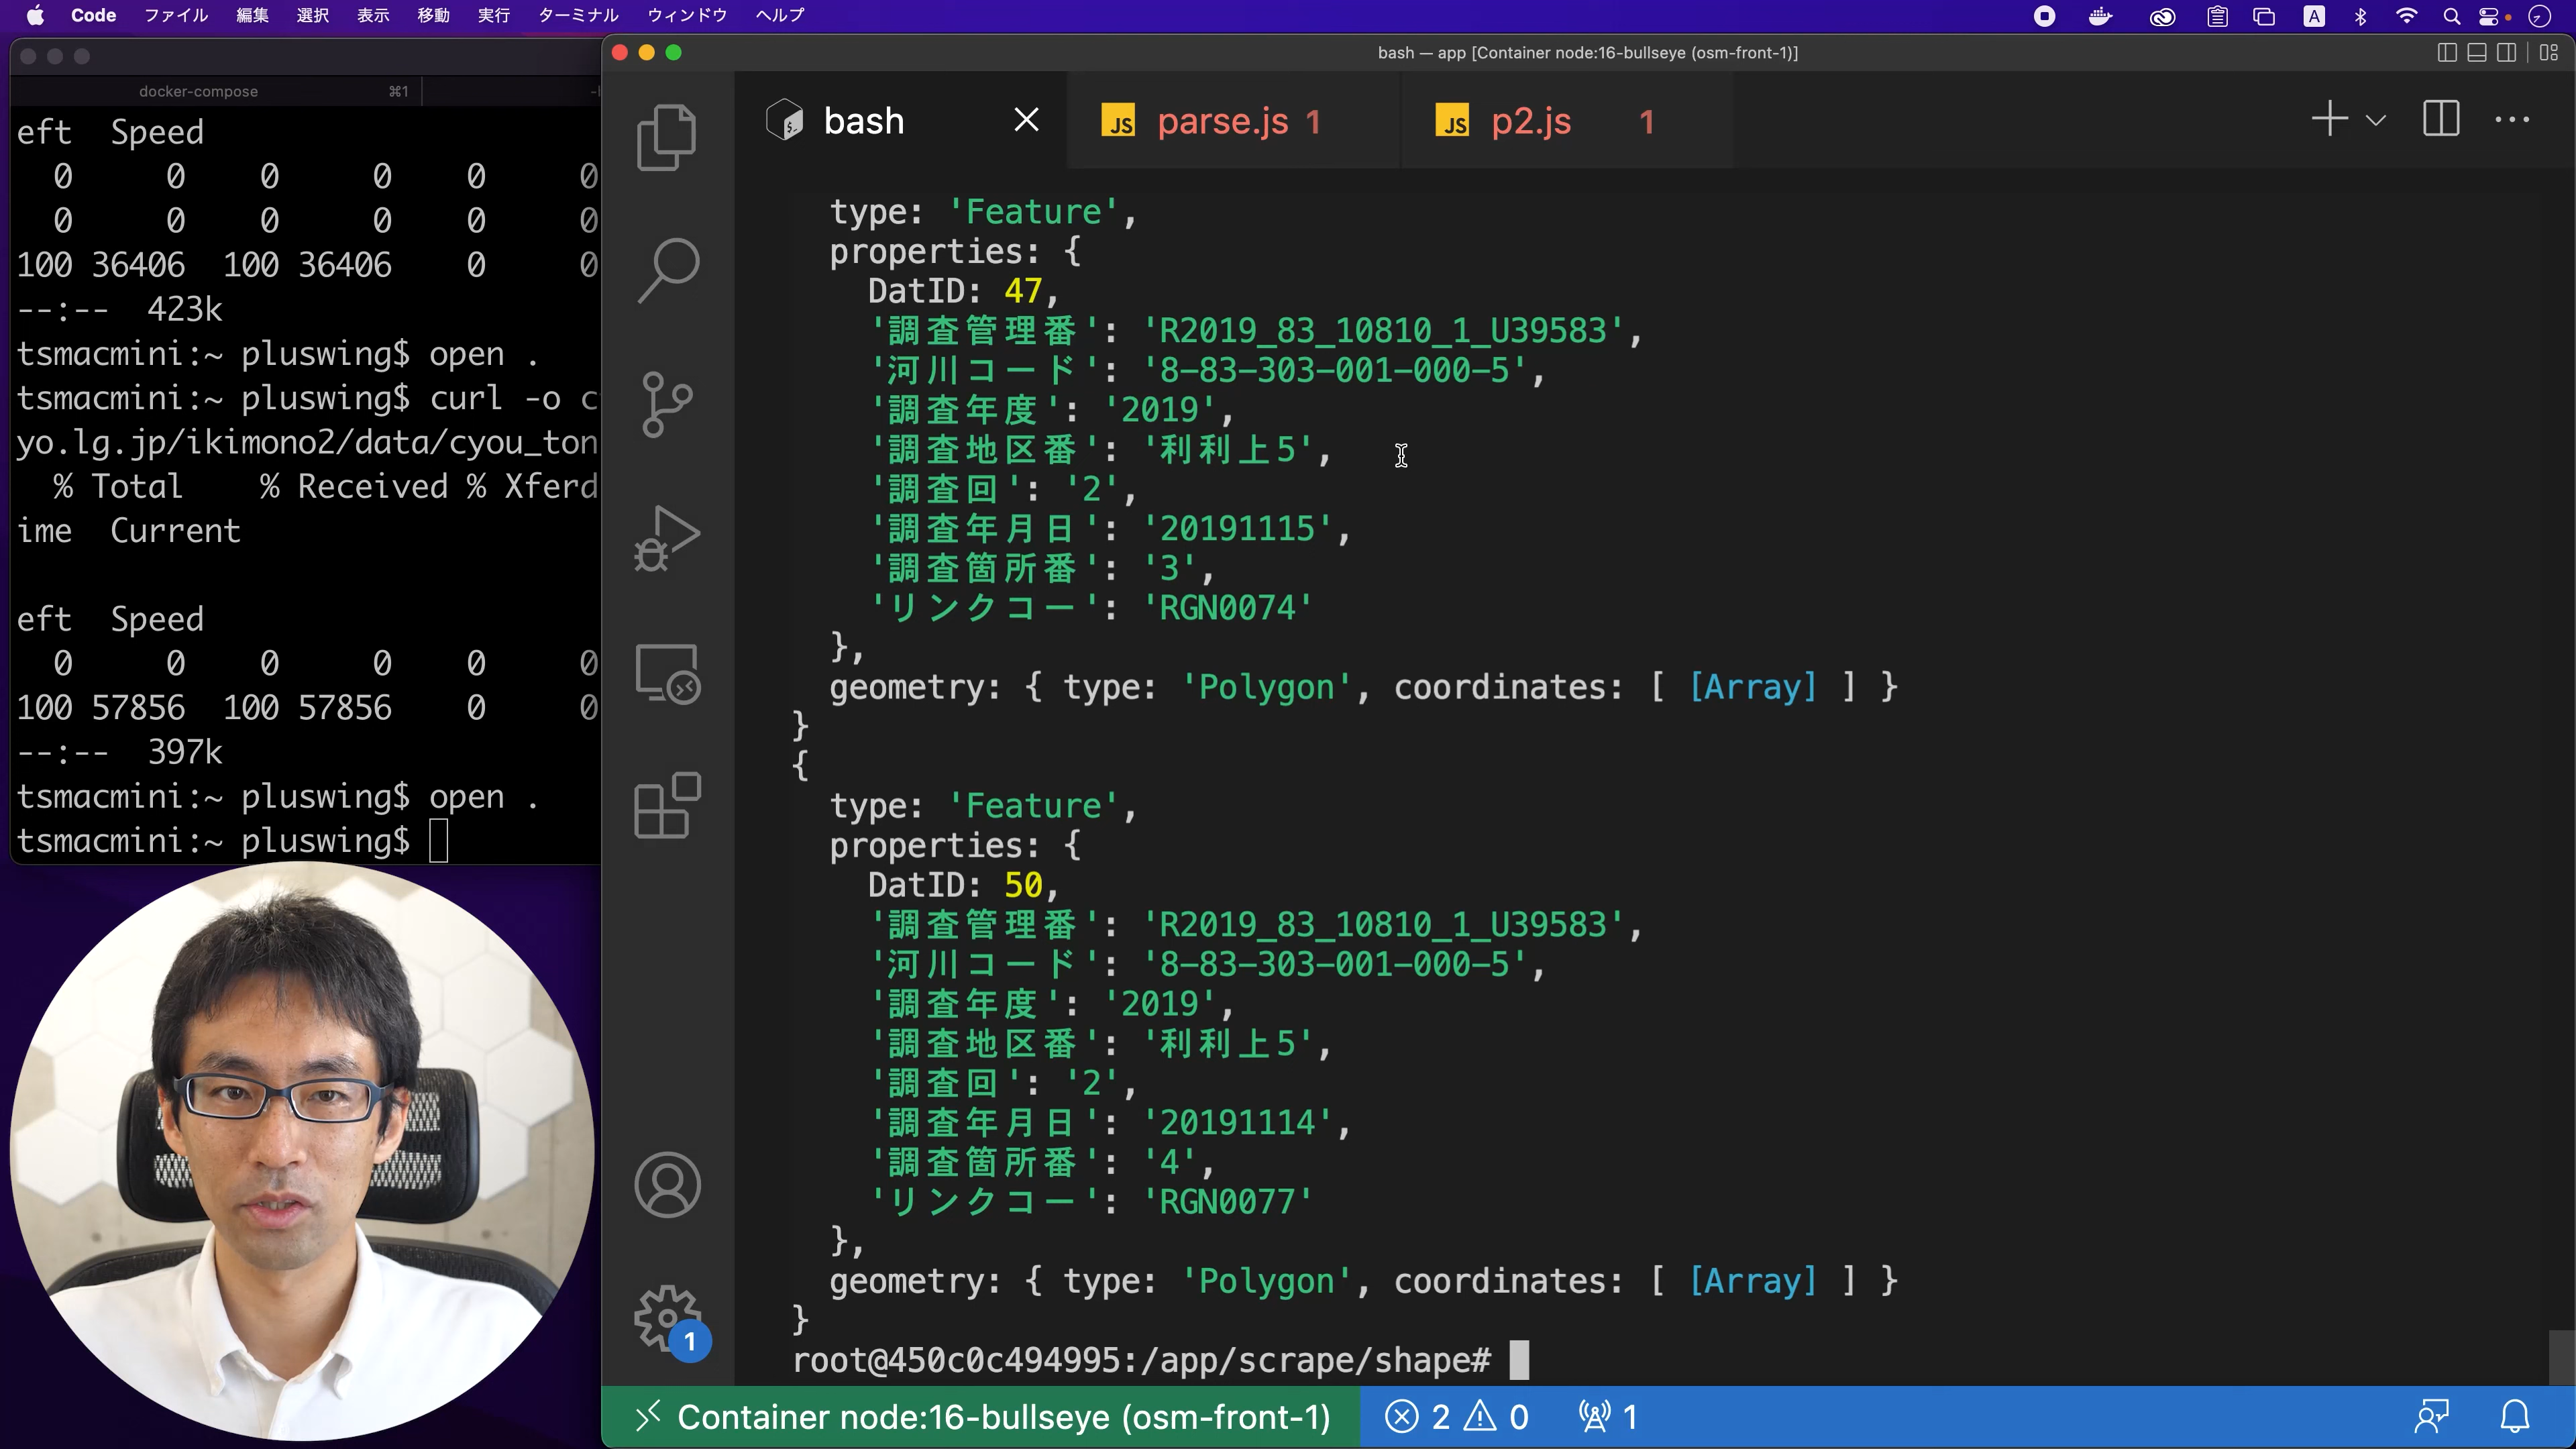 Code ファイル 編集 選択 表示 移動 実行 ターミナル ウィンドウ ヘルプ
A
docker-compose ⌘1
eft Speed
0 0 0 0 0 0
0 0 0 0 0 0
100 36406 100 36406 0 0
--:-- 423k
tsmacmini:~ pluswing$ open .
tsmacmini:~ pluswing$ curl -o c
yo.lg.jp/ikimono2/data/cyou_ton
% Total % Received % Xferd
ime Current
eft Speed
0 0 0 0 0 0
100 57856 100 57856 0 0
--:-- 397k
tsmacmini:~ pluswing$ open .
tsmacmini:~ pluswing$
bash — app [Container node:16-bullseye (osm-front-1)]
bash
JS parse.js 1
JS p2.js 1
type: 'Feature',
properties: {
DatID: 47,
'調査管理番': 'R2019_83_10810_1_U39583',
'河川コード': '8-83-303-001-000-5',
'調査年度': '2019',
'調査地区番': '利利上5',
'調査回': '2',
'調査年月日': '20191115',
'調査箇所番': '3',
'リンクコー': 'RGN0074'
},
geometry: { type: 'Polygon', coordinates: [ [Array] ] }
}
{
type: 'Feature',
properties: {
DatID: 50,
'調査管理番': 'R2019_83_10810_1_U39583',
'河川コード': '8-83-303-001-000-5',
'調査年度': '2019',
'調査地区番': '利利上5',
'調査回': '2',
'調査年月日': '20191114',
'調査箇所番': '4',
'リンクコー': 'RGN0077'
},
geometry: { type: 'Polygon', coordinates: [ [Array] ] }
}
root@450c0c494995:/app/scrape/shape#
1
Container node:16-bullseye (osm-front-1) 2 0 1